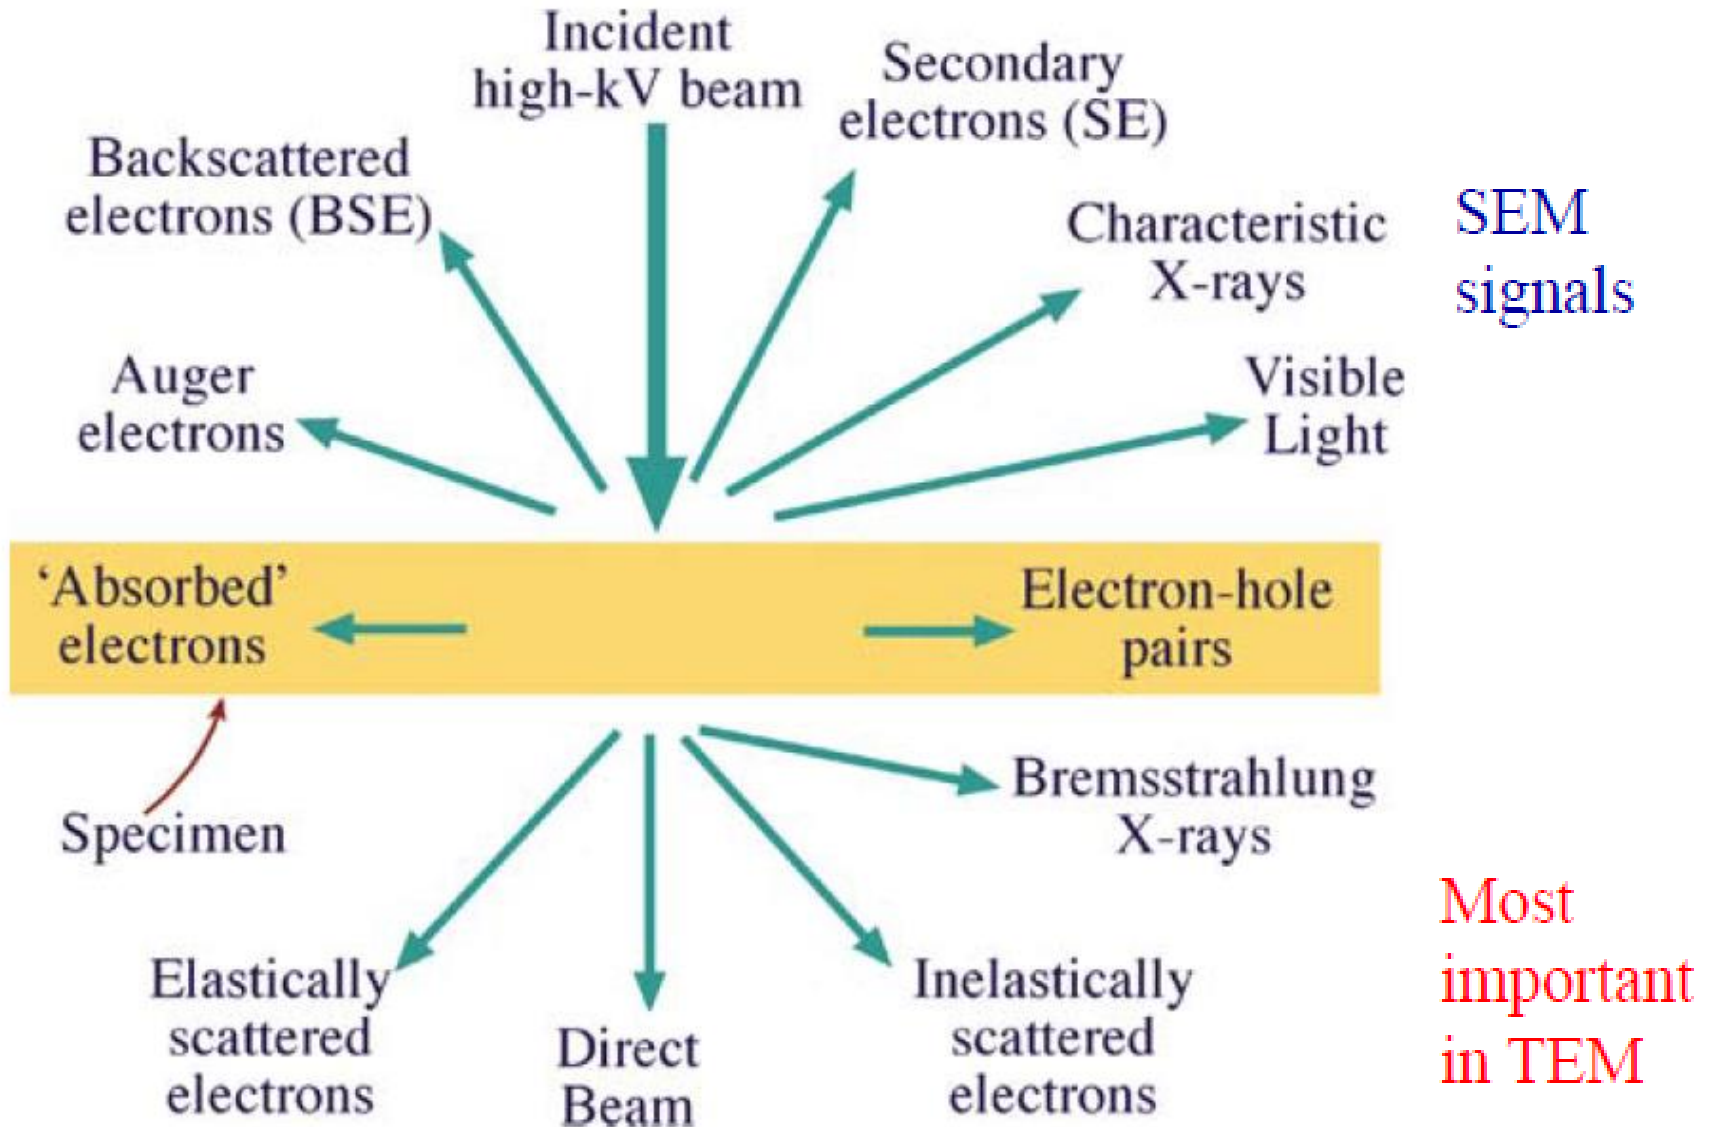 Incident
high-kV beam
Secondary
electrons (SE)
Backscattered
electrons (BSE)
Characteristic
X-rays
SEM
signals
Auger
electrons
Visible
Light
‘Absorbed’
electrons
Electron-hole
pairs
Specimen
Bremsstrahlung
X-rays
Elastically
scattered
electrons
Direct
Beam
Inelastically
scattered
electrons
Most
important
in TEM